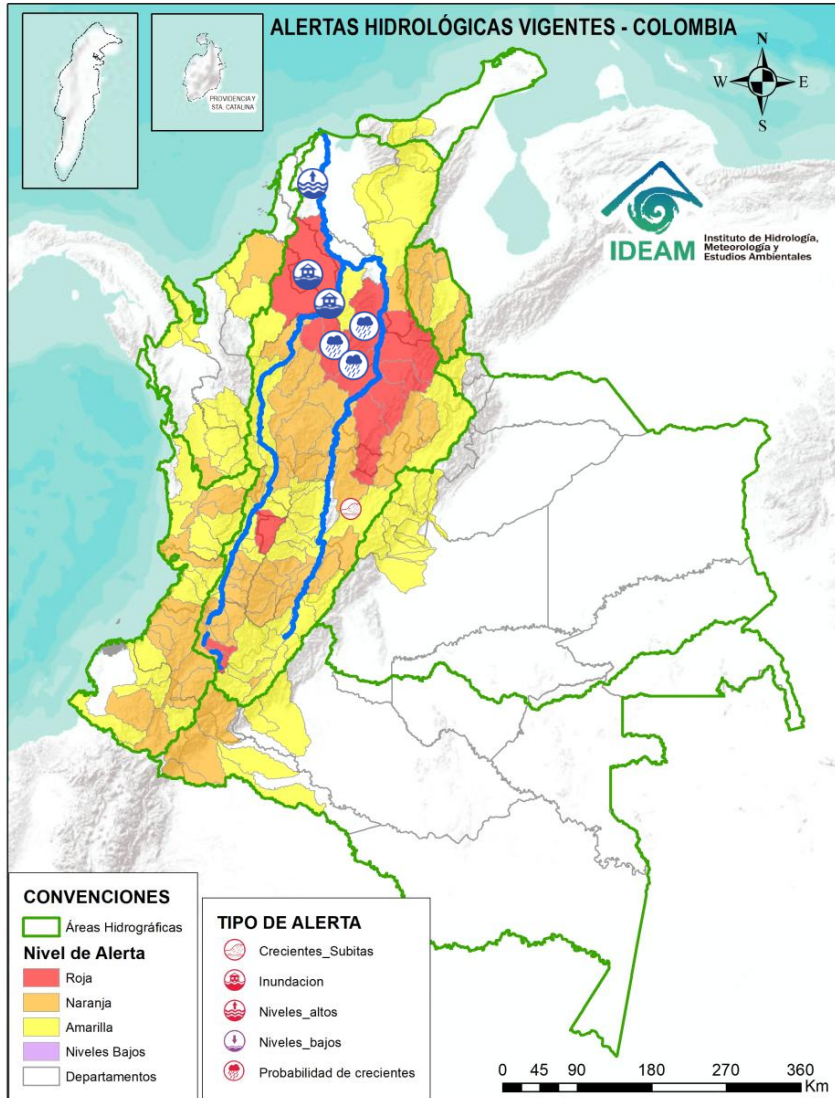 ALERTAS HIDROLÓGICAS VIGENTES - COLOMBIA
PROVIDENCIA Y
STA. CATALINA
N
W
E
S
IDEAM
Instituto de Hidrología,
Meteorología y
Estudios Ambientales
CONVENCIONES
Áreas Hidrográficas
Nivel de Alerta
Roja
Naranja
Amarilla
Niveles Bajos
Departamentos
TIPO DE ALERTA
Crecientes_Subitas
Inundacion
Niveles_altos
Niveles_bajos
Probabilidad de crecientes
0 45 90 180 270 360
Km